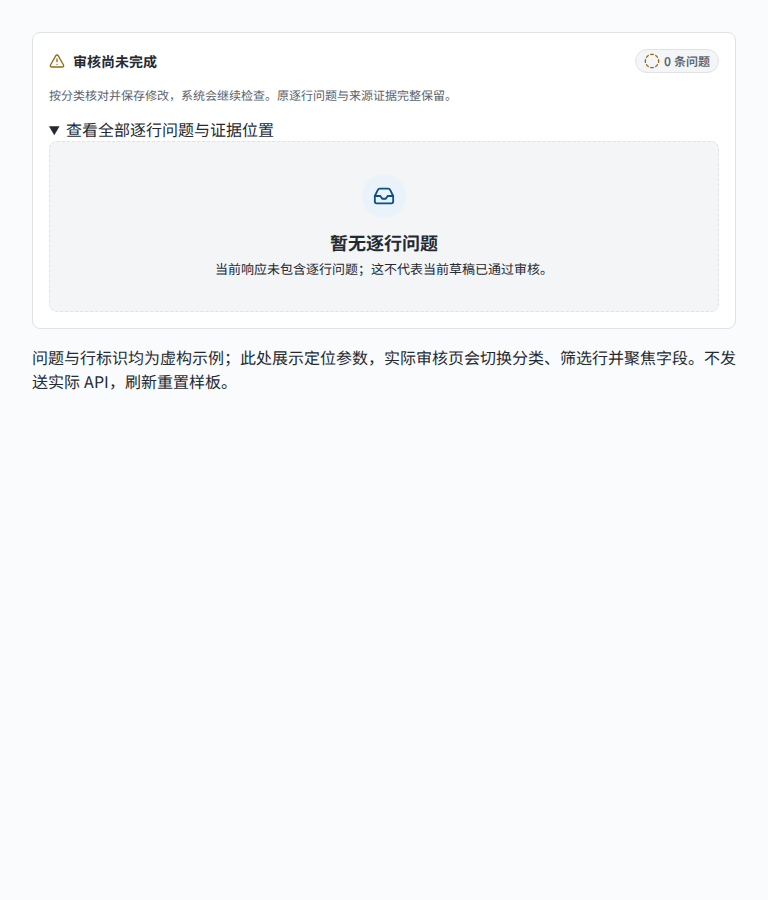 审核尚未完成
0 条问题
按分类核对并保存修改，系统会继续检查。原逐行问题与来源证据完整保留。
▼ 查看全部逐行问题与证据位置
暂无逐行问题
当前响应未包含逐行问题；这不代表当前草稿已通过审核。
问题与行标识均为虚构示例；此处展示定位参数，实际审核页会切换分类、筛选行并聚焦字段。不发
送实际 API，刷新重置样板。